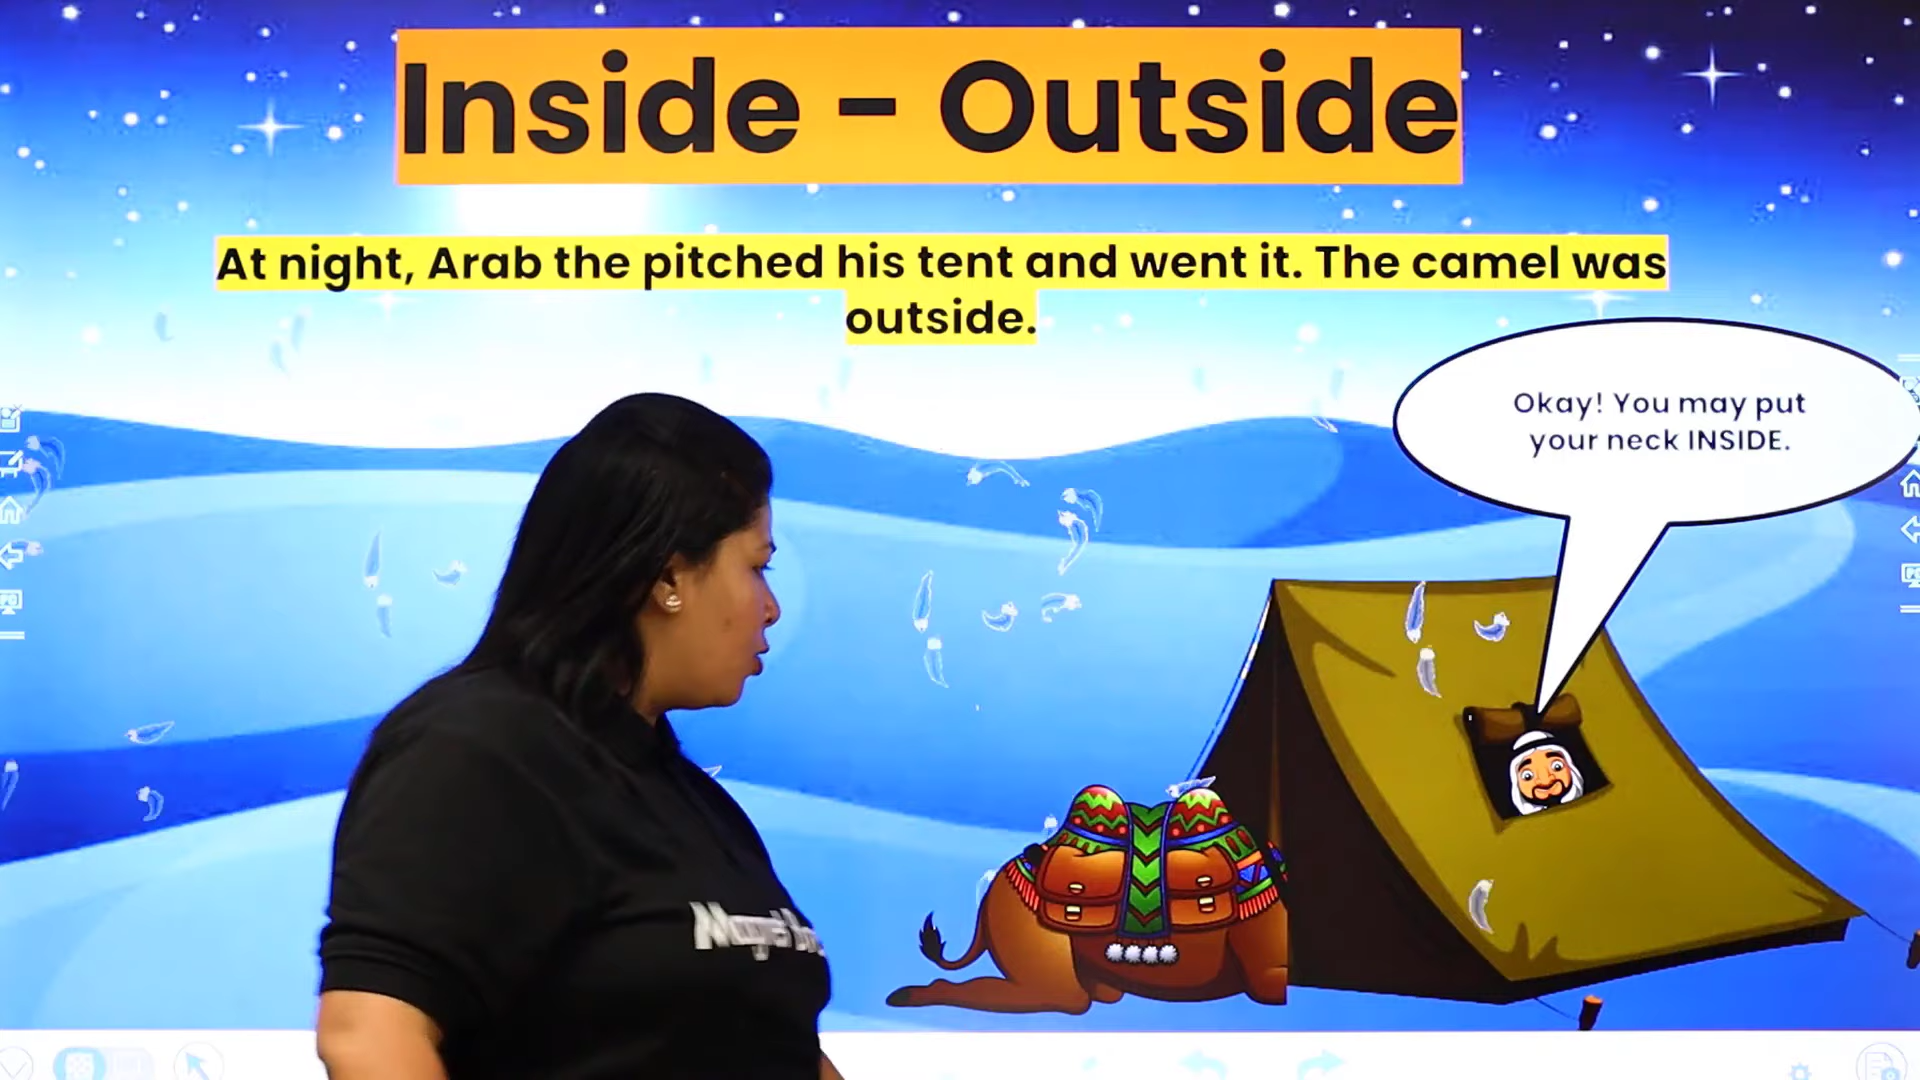 Inside - Outside
At night, Arab the pitched his tent and went it. The camel was
outside.
Okay! You may put
your neck INSIDE.